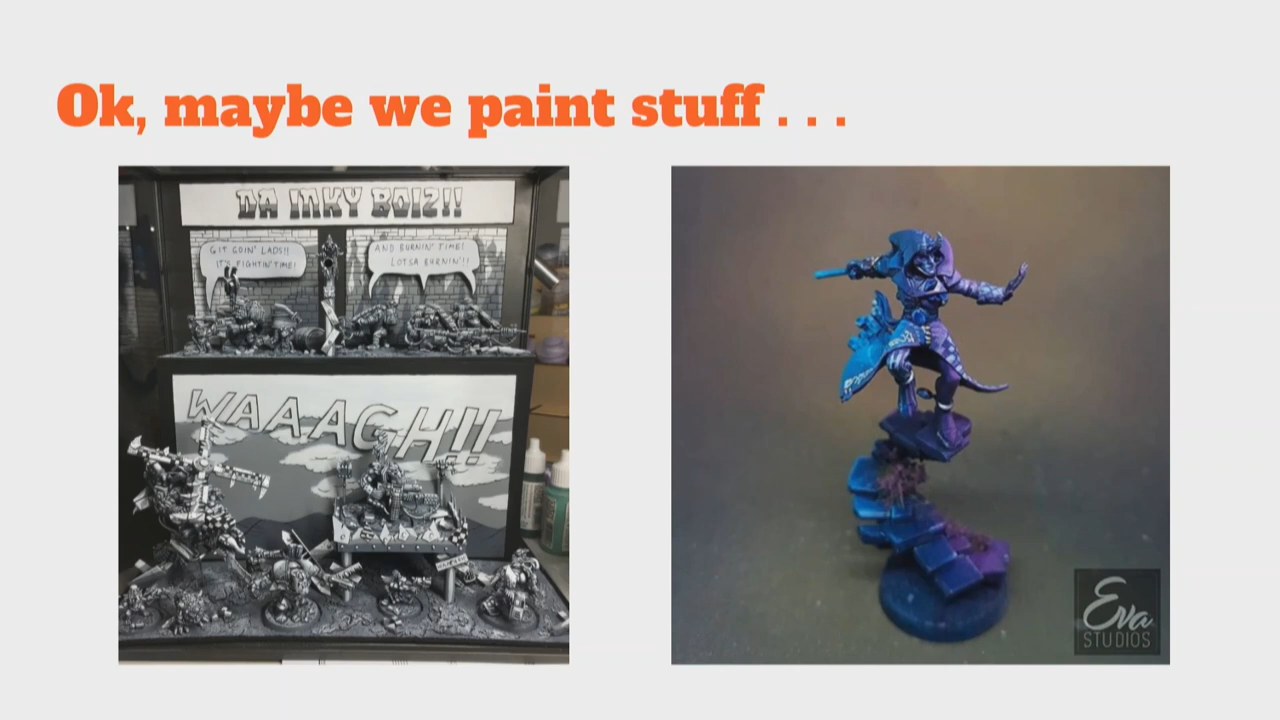 Ok, maybe we paint stuff . . .
DA INKY BOIZ!!
GIT GOIN' LADS!!
IT'S FIGHTIN' TIME!
AND BURNIN' TIME!
LOTSA BURNIN'!!
WAAAGH!!
Eva
STUDIOS